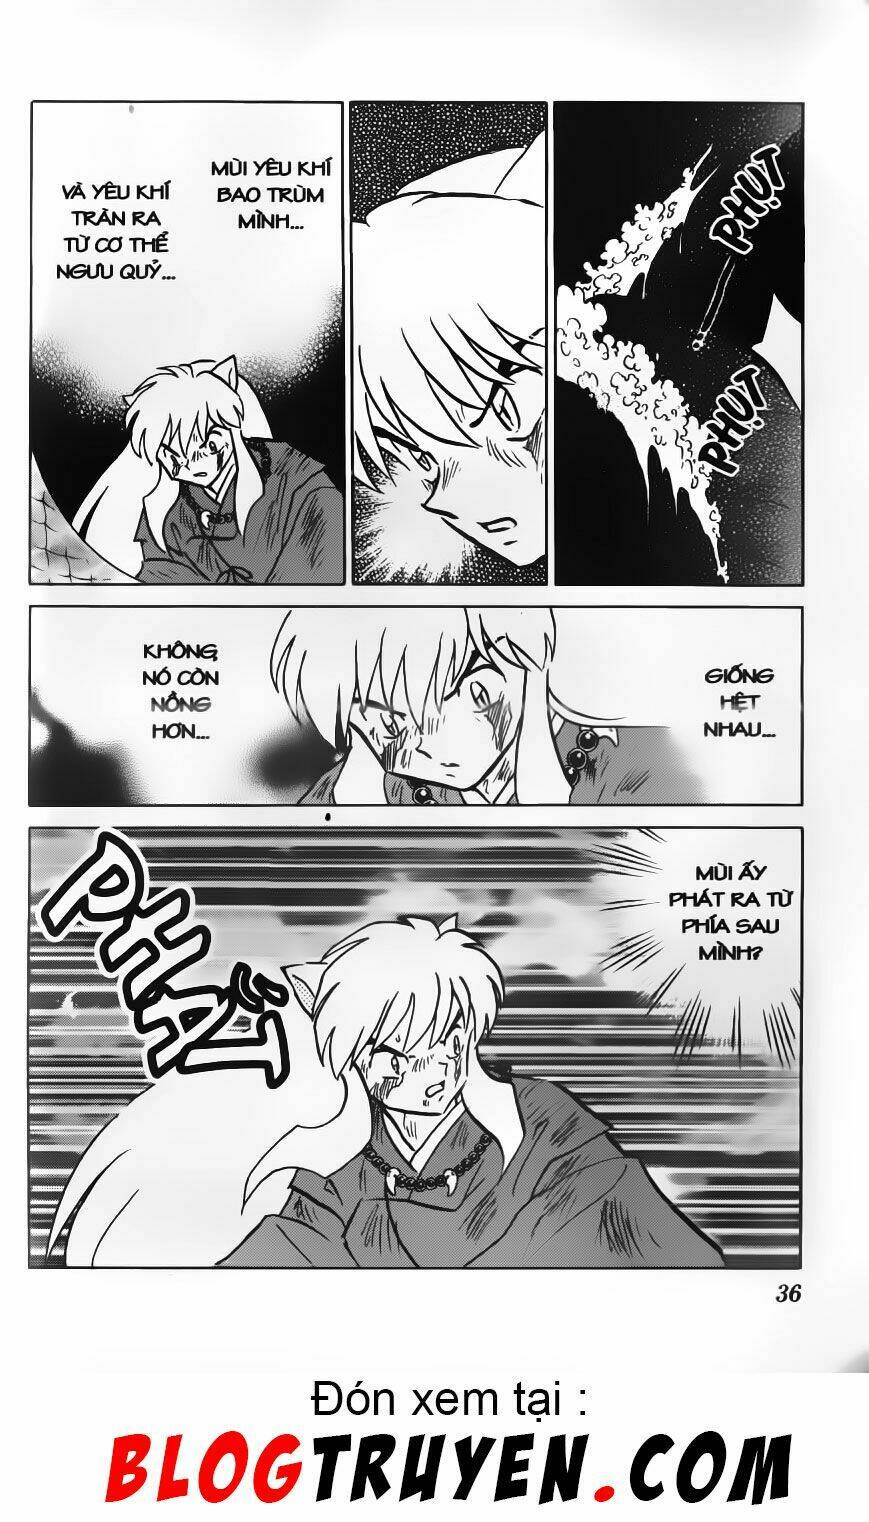 PHỤT
PHỤT
MÙI YÊU KHÍ
BAO TRÙM
MÌNH...
VÀ YÊU KHÍ
TRÀN RA
TỪ CƠ THỂ
NGƯU QUỶ...
GIỐNG
HỆT
NHAU...
KHÔNG,
NÓ CÒN
NỒNG
HƠN...
MÙI ẤY
PHÁT RA TỪ
PHÍA SAU
MÌNH?
PHẮT
36
Đón xem tại :
BLOGTRUYEN.COM